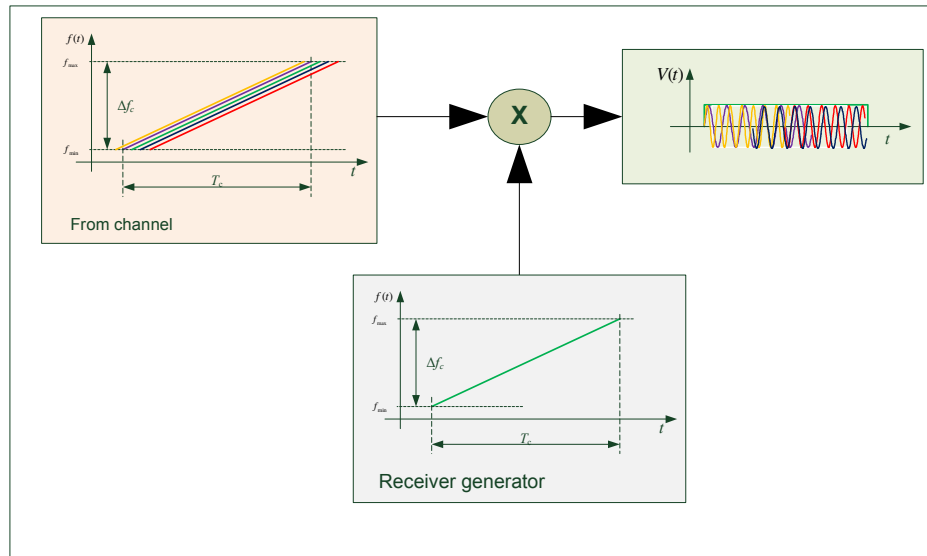 f(t)
f_max
Δf_c
f_min
T_c
t
From channel
X
V(t)
t
f(t)
f_max
Δf_c
f_min
T_c
t
Receiver generator